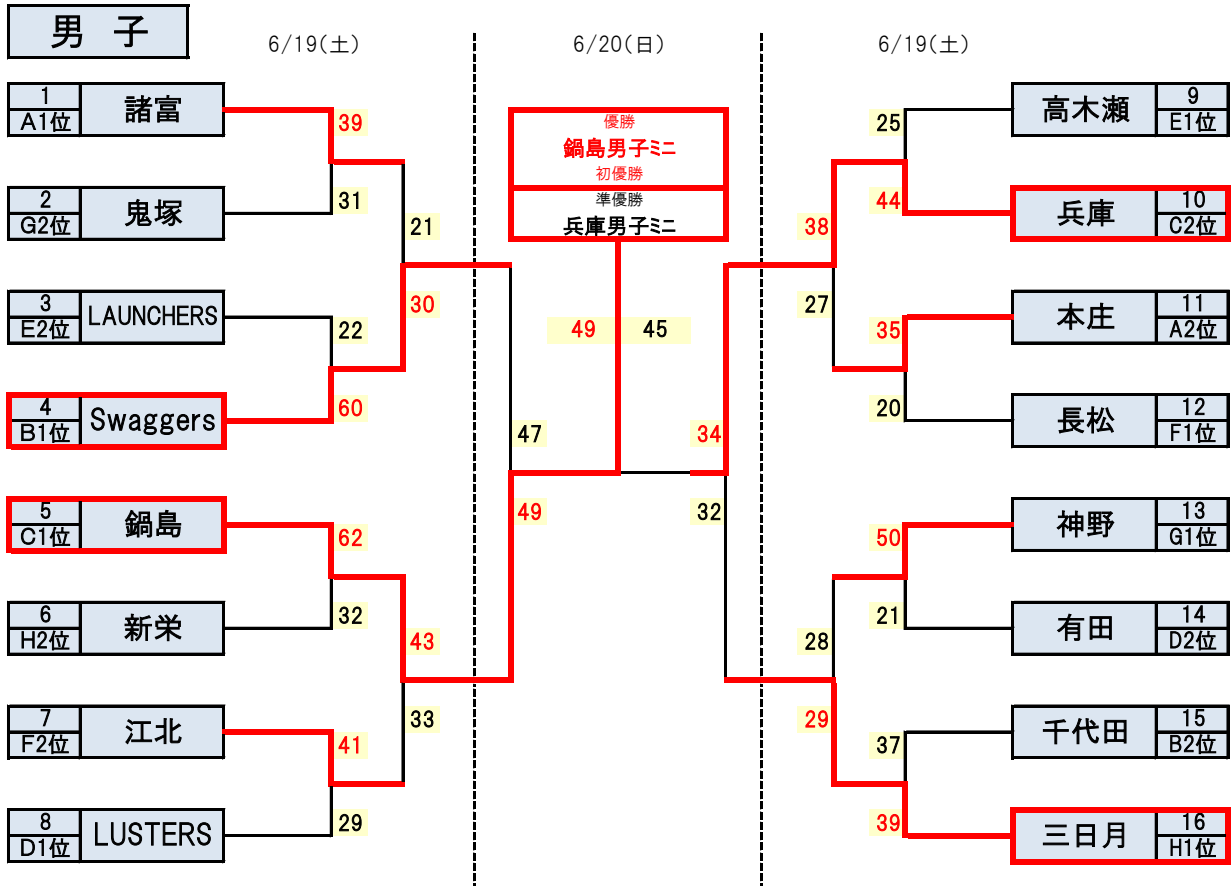 男 子
6/19(土)
6/20(日)
6/19(土)
1
A1位
諸富
39
2
G2位
鬼塚
31
21
3
E2位
LAUNCHERS
22
30
4
B1位
Swaggers
60
47
5
C1位
鍋島
62
49
6
H2位
新栄
32
43
7
F2位
江北
41
33
8
D1位
LUSTERS
29
優勝
鍋島男子ミニ
初優勝
準優勝
兵庫男子ミニ
49
45
34
32
25
高木瀬
9
E1位
38
44
兵庫
10
C2位
27
35
本庄
11
A2位
20
長松
12
F1位
50
神野
13
G1位
28
21
有田
14
D2位
29
37
千代田
15
B2位
39
三日月
16
H1位